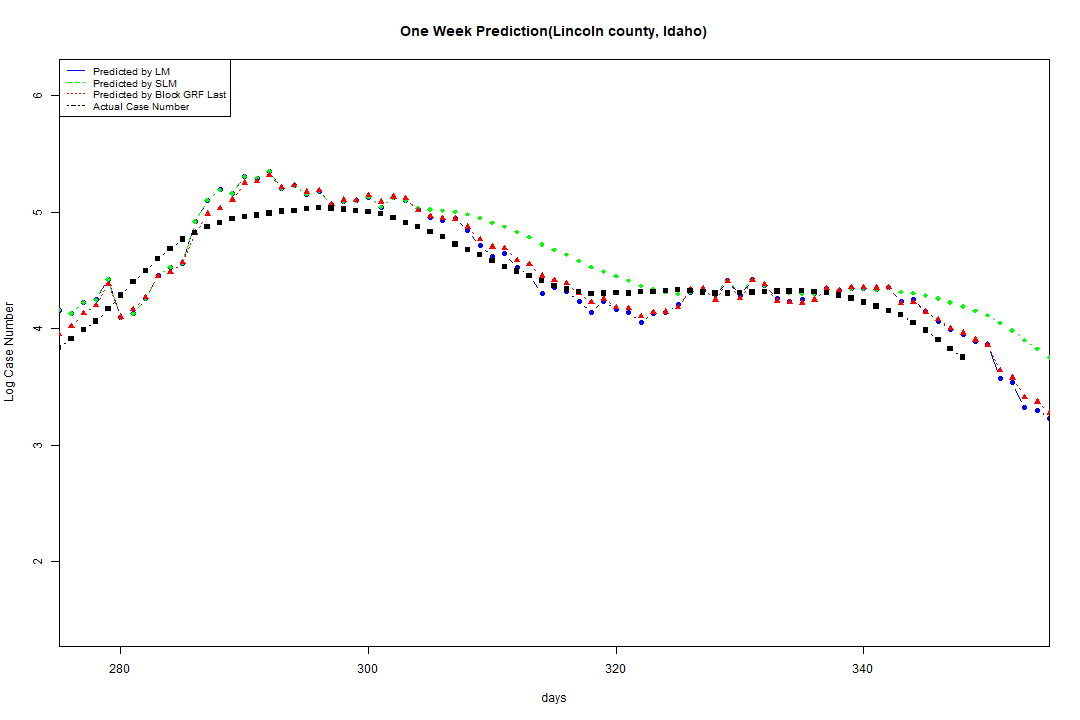 One Week Prediction(Lincoln county, Idaho)
Predicted by LM
Predicted by SLM
Predicted by Block GRF Last
Actual Case Number
6
5
4
3
2
Log Case Number
280 300 320 340
days